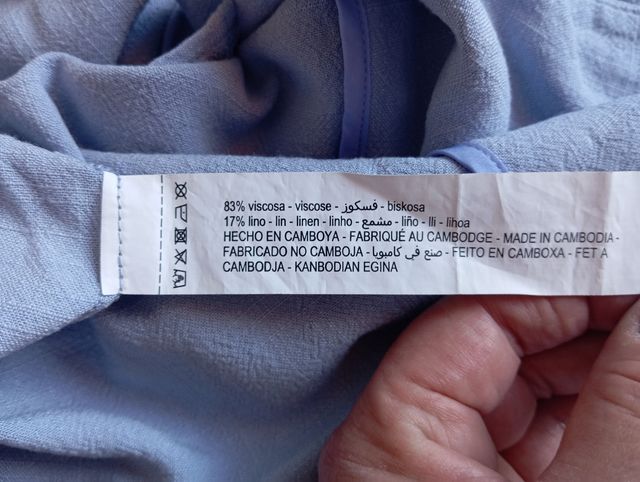 83% viscosa - viscose - فسكوز - biskosa
17% lino - lin - linen - linho - مشمع - liño - lli - lihoa
HECHO EN CAMBOYA - FABRIQUÉ AU CAMBODGE - MADE IN CAMBODIA -
FABRICADO NO CAMBOJA - صنع في كامبوديا - FEITO EN CAMBOXA - FET A
CAMBODJA - KANBODIAN EGINA